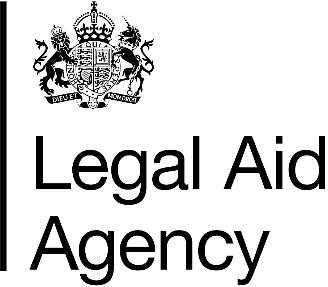 DIEU ET MON DROIT
Legal Aid
Agency